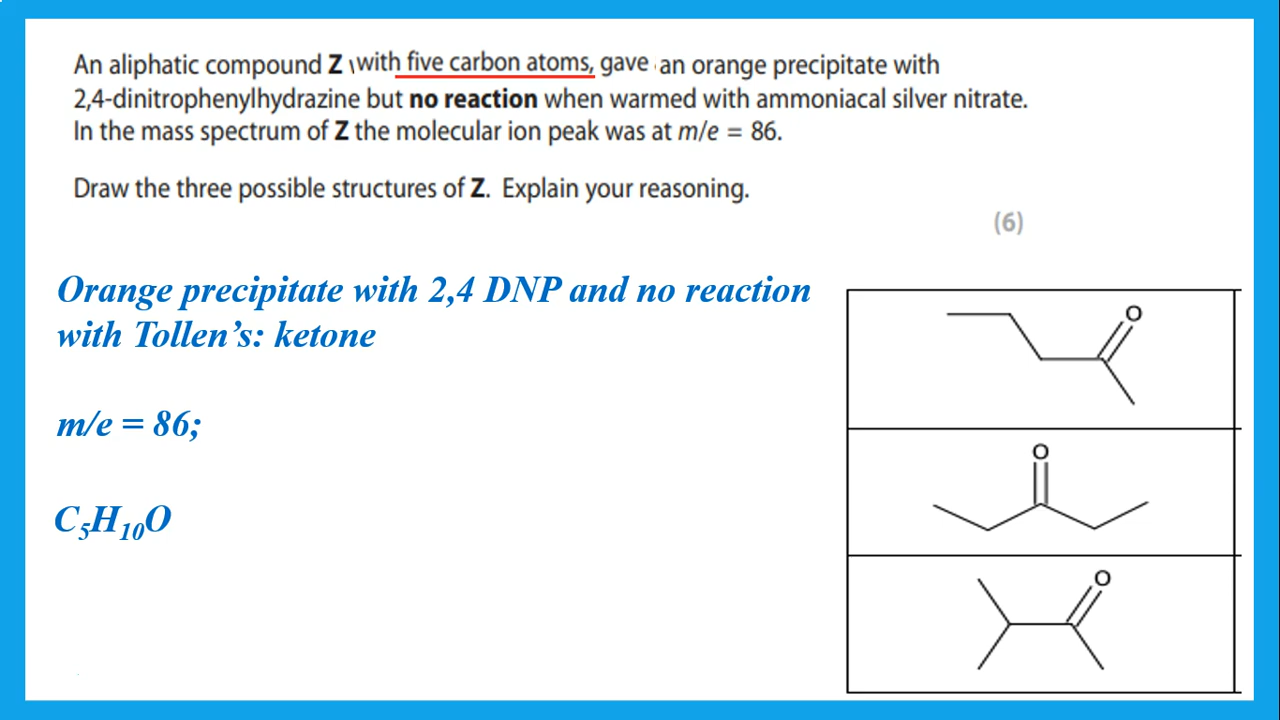 An aliphatic compound Z with five carbon atoms, gave an orange precipitate with
2,4-dinitrophenylhydrazine but no reaction when warmed with ammoniacal silver nitrate.
In the mass spectrum of Z the molecular ion peak was at m/e = 86.
Draw the three possible structures of Z. Explain your reasoning.
(6)
Orange precipitate with 2,4 DNP and no reaction
with Tollen's: ketone
m/e = 86;
C₅H₁₀O
O
O
O